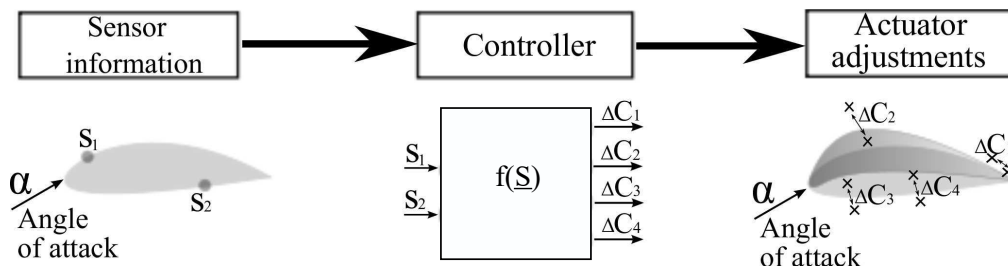 Sensor
information
Controller
Actuator
adjustments
S1
S2
α
Angle
of attack
S1
S2
f(S)
ΔC1
ΔC2
ΔC3
ΔC4
ΔC2
ΔC
ΔC3
ΔC4
α
Angle
of attack